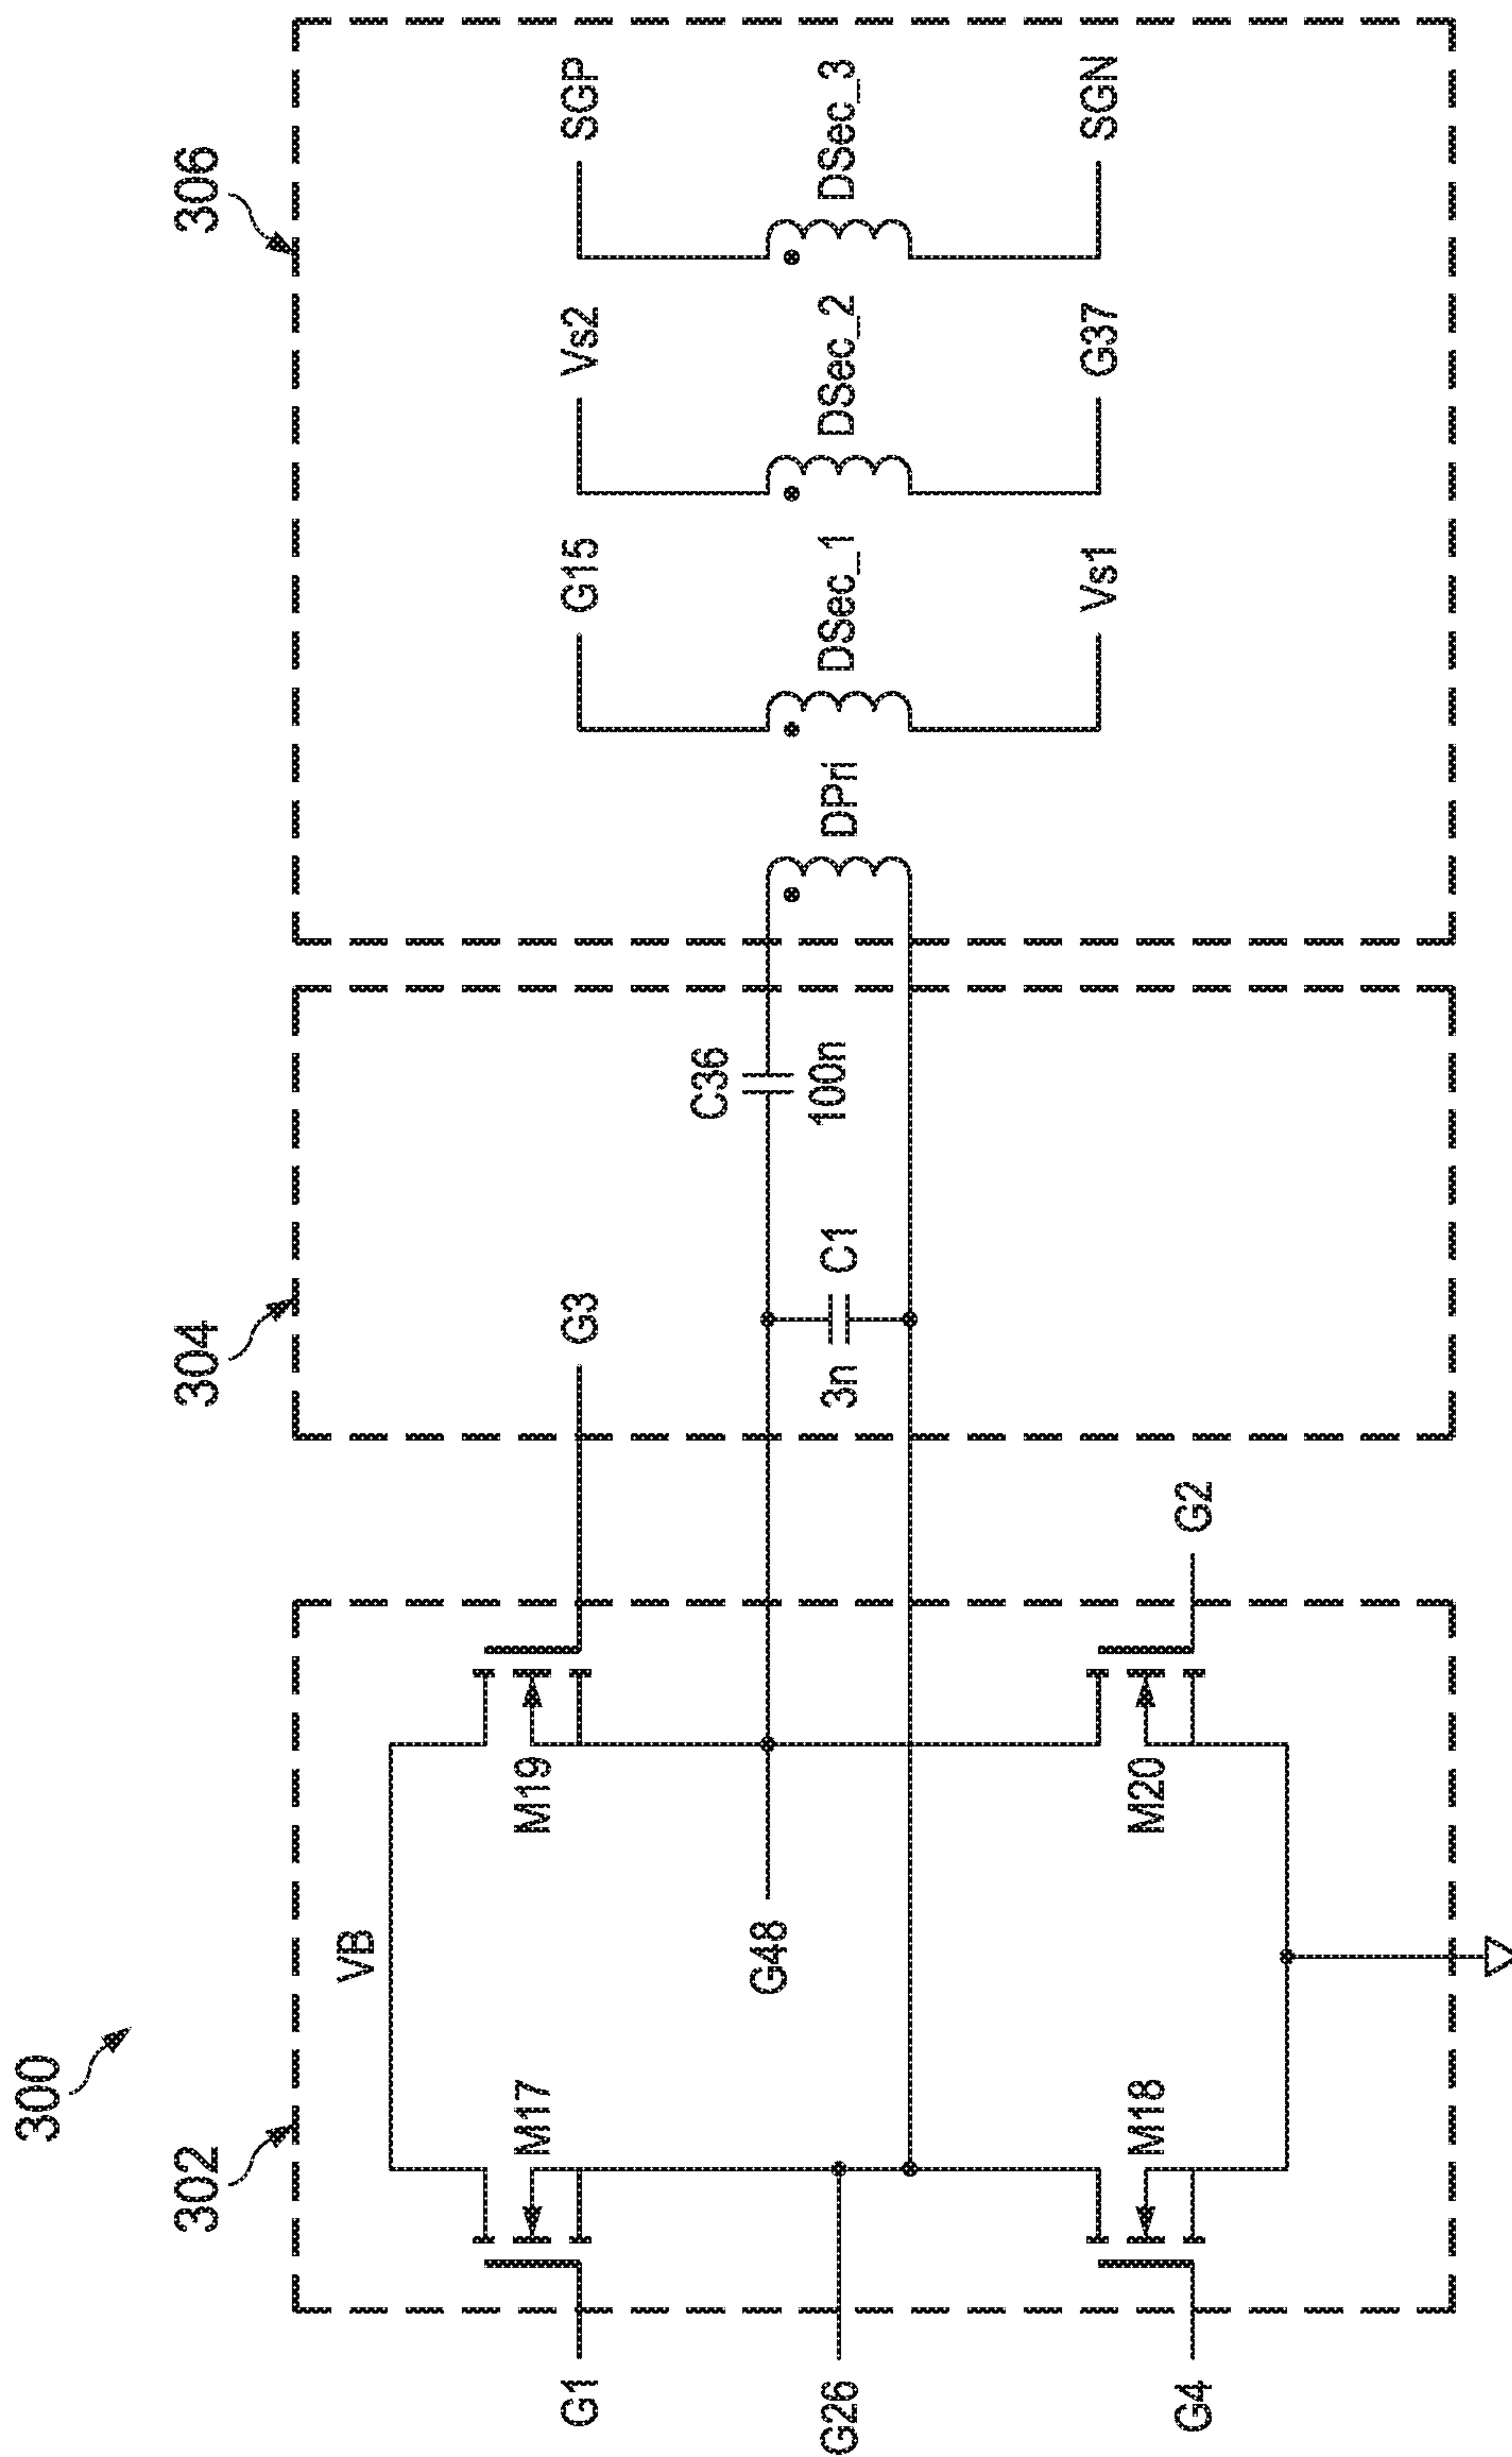 300
302
304
306
VB
G1
M17
M19
G3
G26
G48
G4
M18
M20
G2
3n
C1
C36
100n
DPri
G15
DSec_1
Vs1
Vs2
DSec_2
G37
SGP
DSec_3
SGN